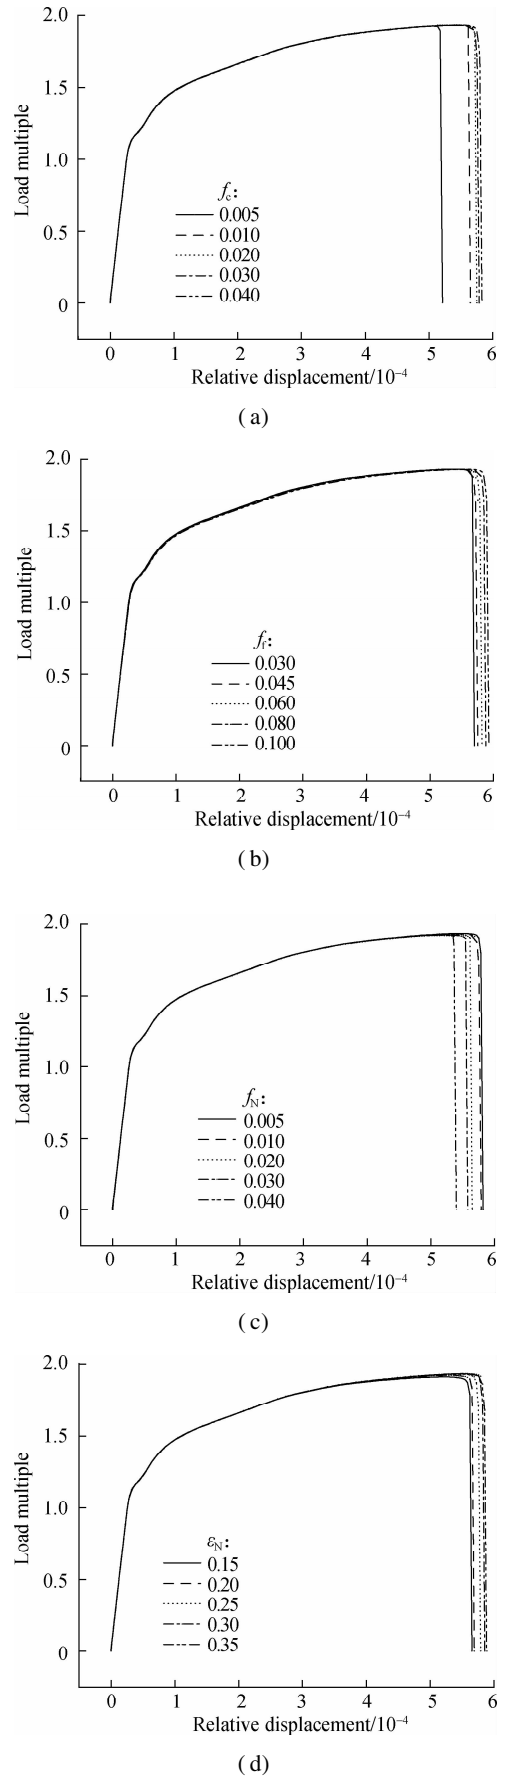 2.0
1.5
1.0
0.5
0
Load multiple
fc:
0.005
0.010
0.020
0.030
0.040
0 1 2 3 4 5 6
Relative displacement/10⁻⁴
(a)
2.0
1.5
1.0
0.5
0
Load multiple
ff:
0.030
0.045
0.060
0.080
0.100
0 1 2 3 4 5 6
Relative displacement/10⁻⁴
(b)
2.0
1.5
1.0
0.5
0
Load multiple
fN:
0.005
0.010
0.020
0.030
0.040
0 1 2 3 4 5 6
Relative displacement/10⁻⁴
(c)
2.0
1.5
1.0
0.5
0
Load multiple
εN:
0.15
0.20
0.25
0.30
0.35
0 1 2 3 4 5 6
Relative displacement/10⁻⁴
(d)